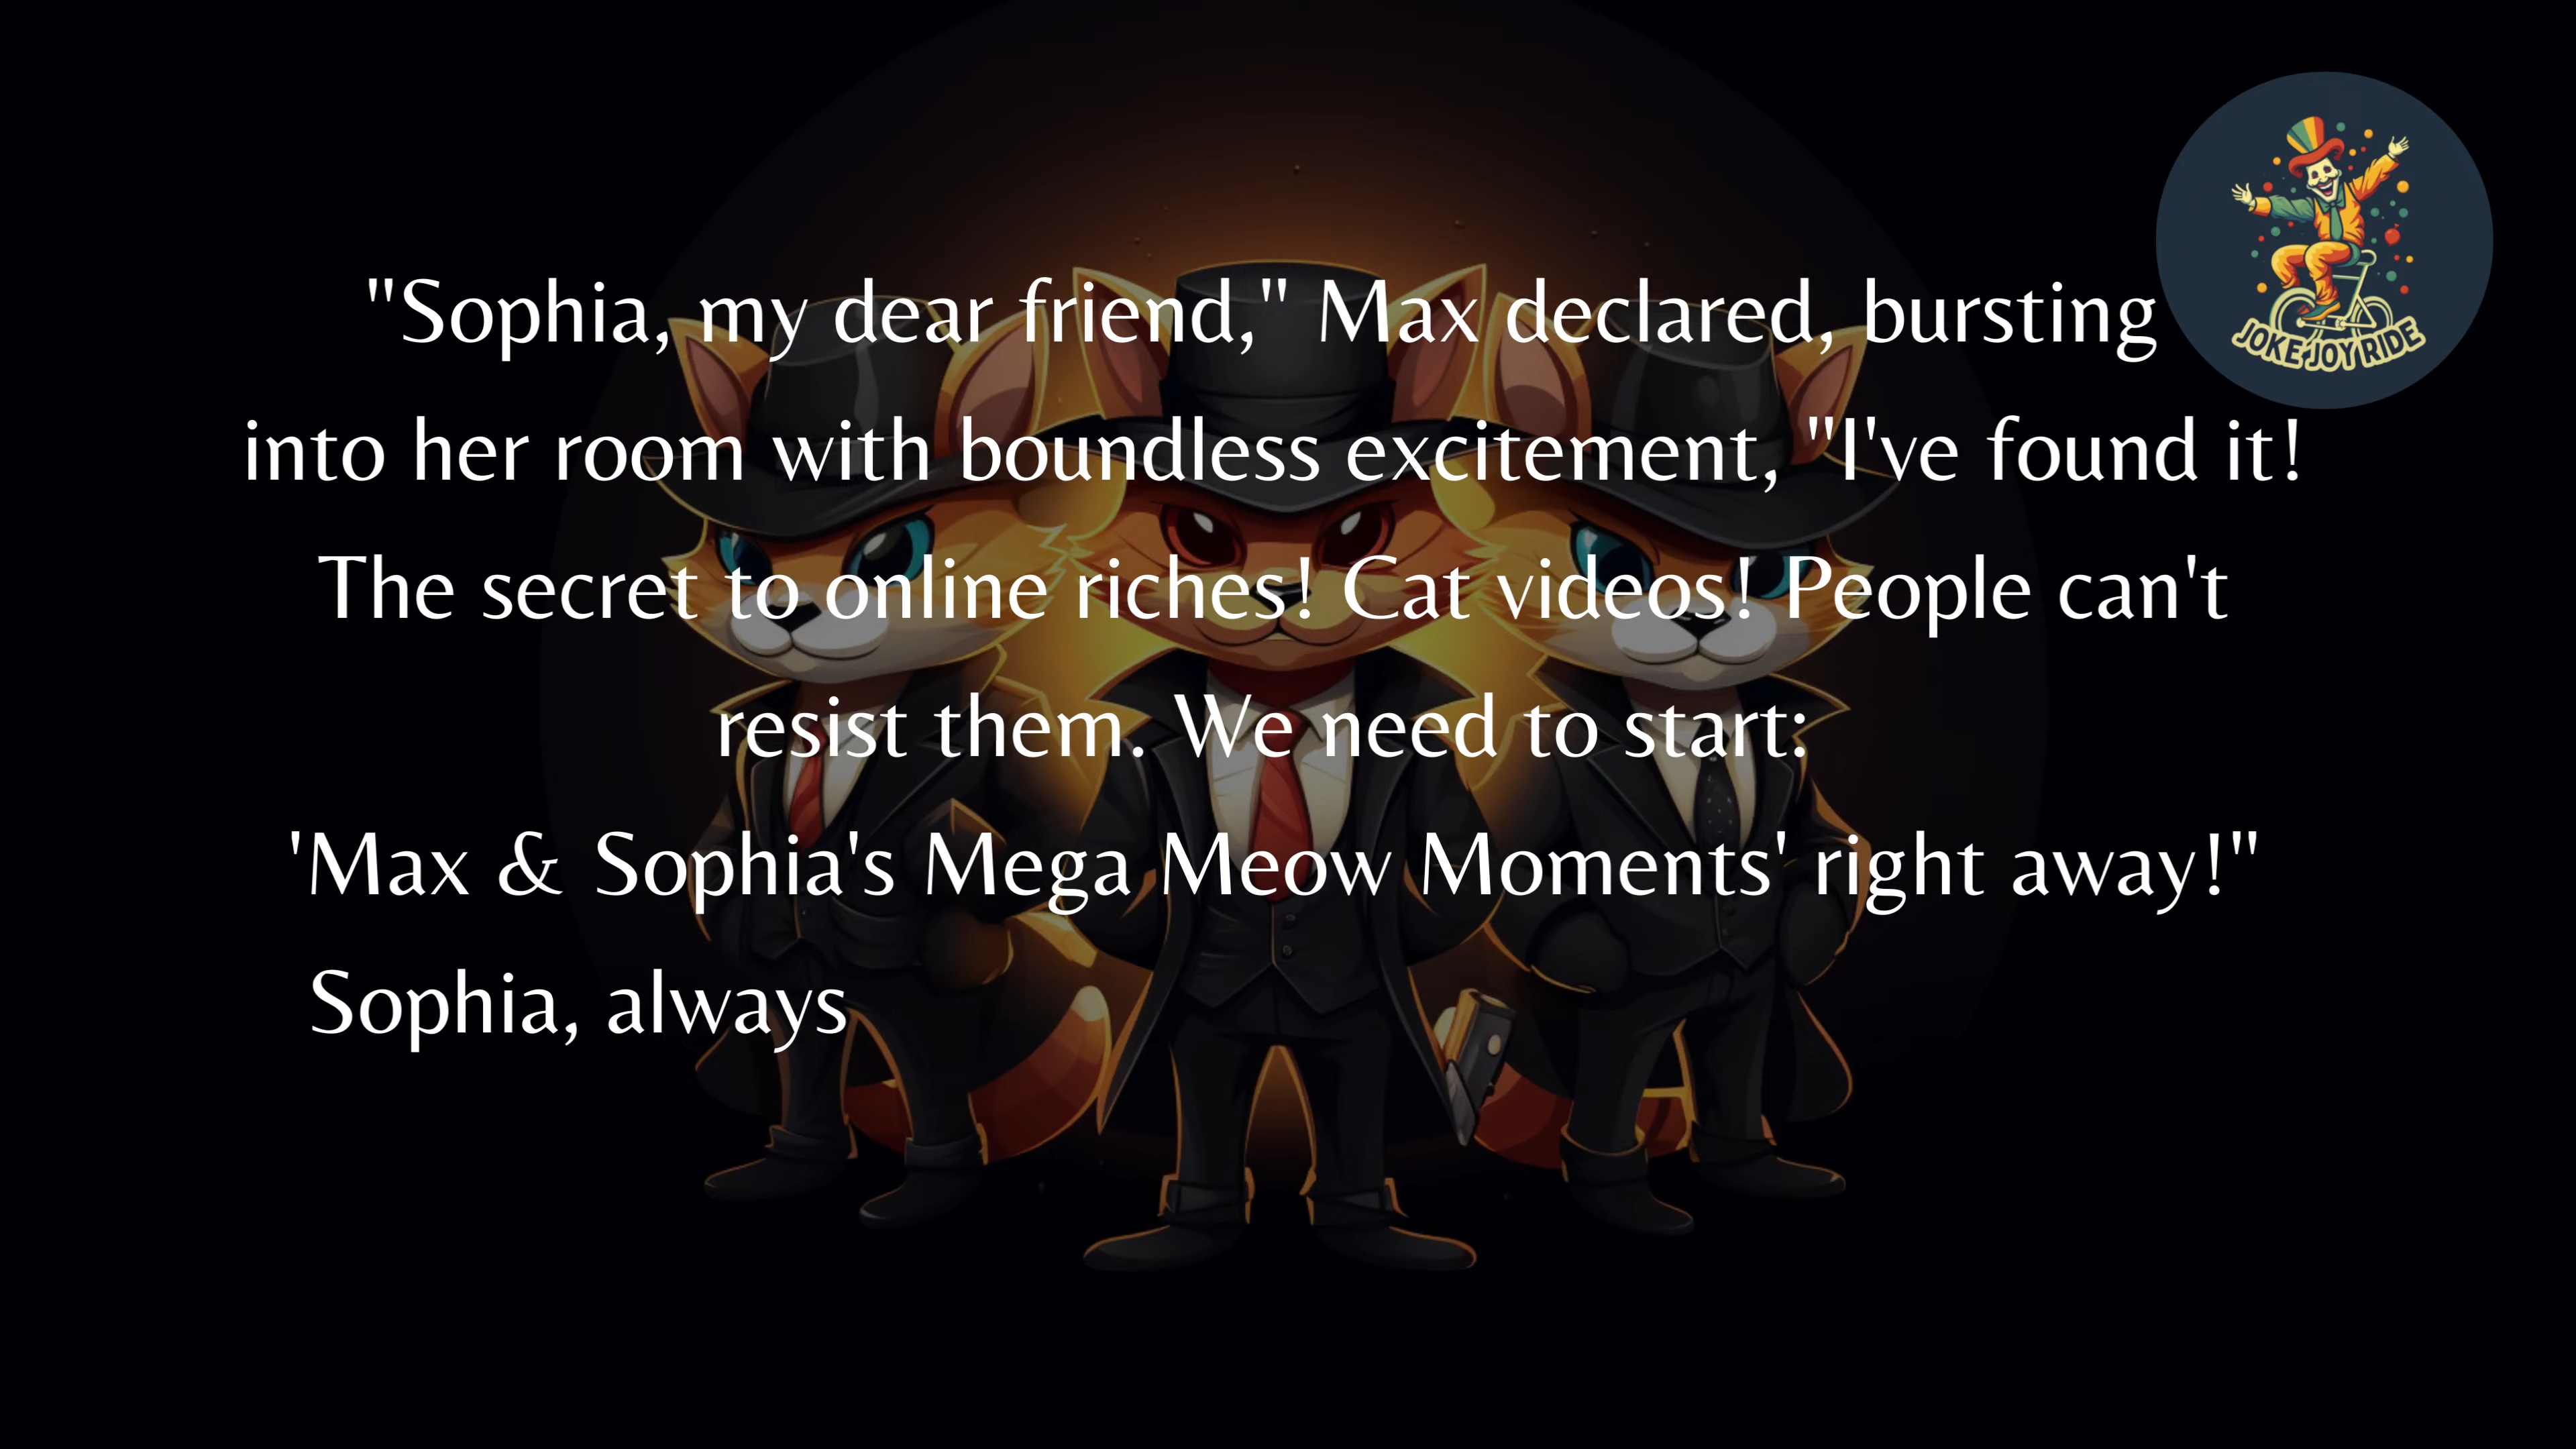 "Sophia, my dear friend," Max declared, bursting
into her room with boundless excitement, "I've found it!
The secret to online riches! Cat videos! People can't
resist them. We need to start:
'Max & Sophia's Mega Meow Moments' right away!"
Sophia, always
JOKE JOY RIDE